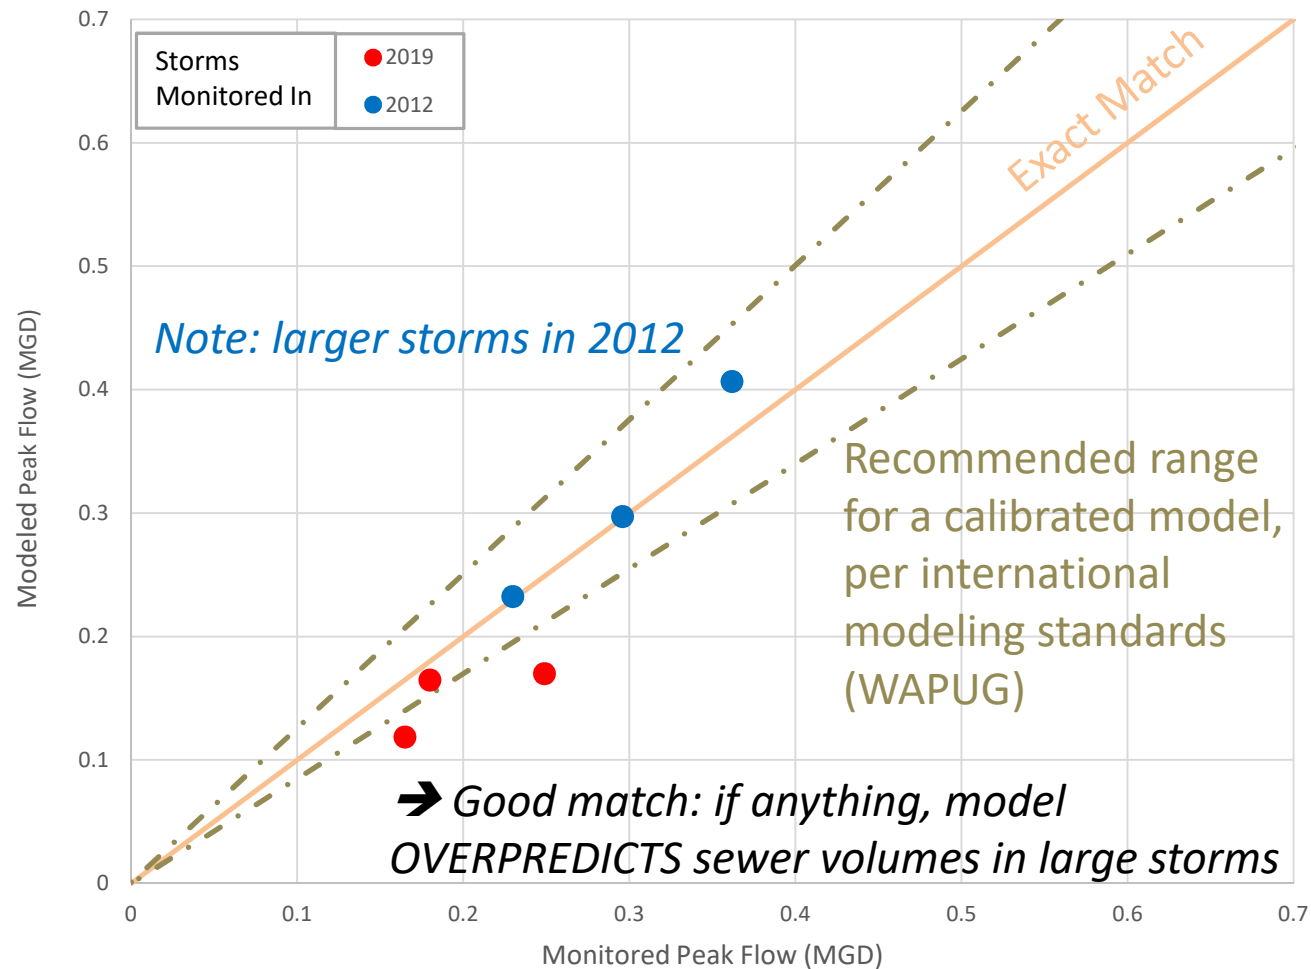 Storms
Monitored In
2019
2012
Exact Match
Note: larger storms in 2012
Recommended range
for a calibrated model,
per international
modeling standards
(WAPUG)
➔ Good match: if anything, model
OVERPREDICTS sewer volumes in large storms
Modeled Peak Flow (MGD)
0.7
0.6
0.5
0.4
0.3
0.2
0.1
0
0
0.1
0.2
0.3
0.4
0.5
0.6
0.7
Monitored Peak Flow (MGD)